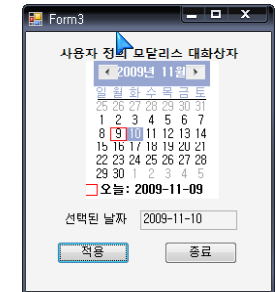 Form3
사용자 정의 모달리스 대화상자
2009년 11월
일 월 화 수 목 금 토
25 26 27 28 29 30 31
1 2 3 4 5 6 7
8 9 10 11 12 13 14
15 16 17 18 19 20 21
22 23 24 25 26 27 28
29 30 1 2 3 4 5
오늘: 2009-11-09
선택된 날짜 2009-11-10
적용 종료